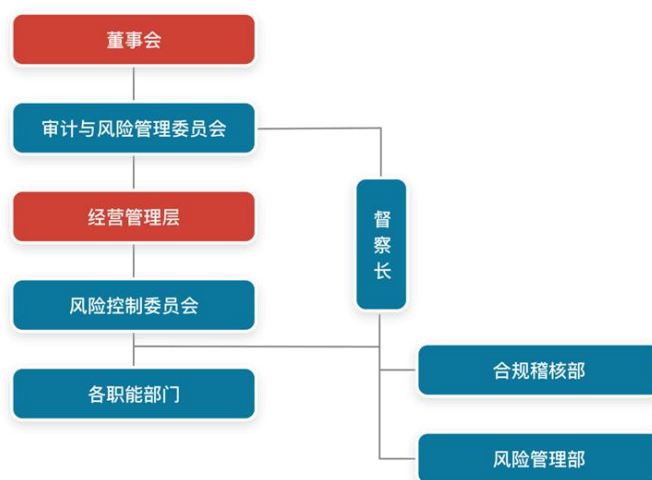 董事会
审计与风险管理委员会
经营管理层
督察长
风险控制委员会
合规稽核部
各职能部门
风险管理部